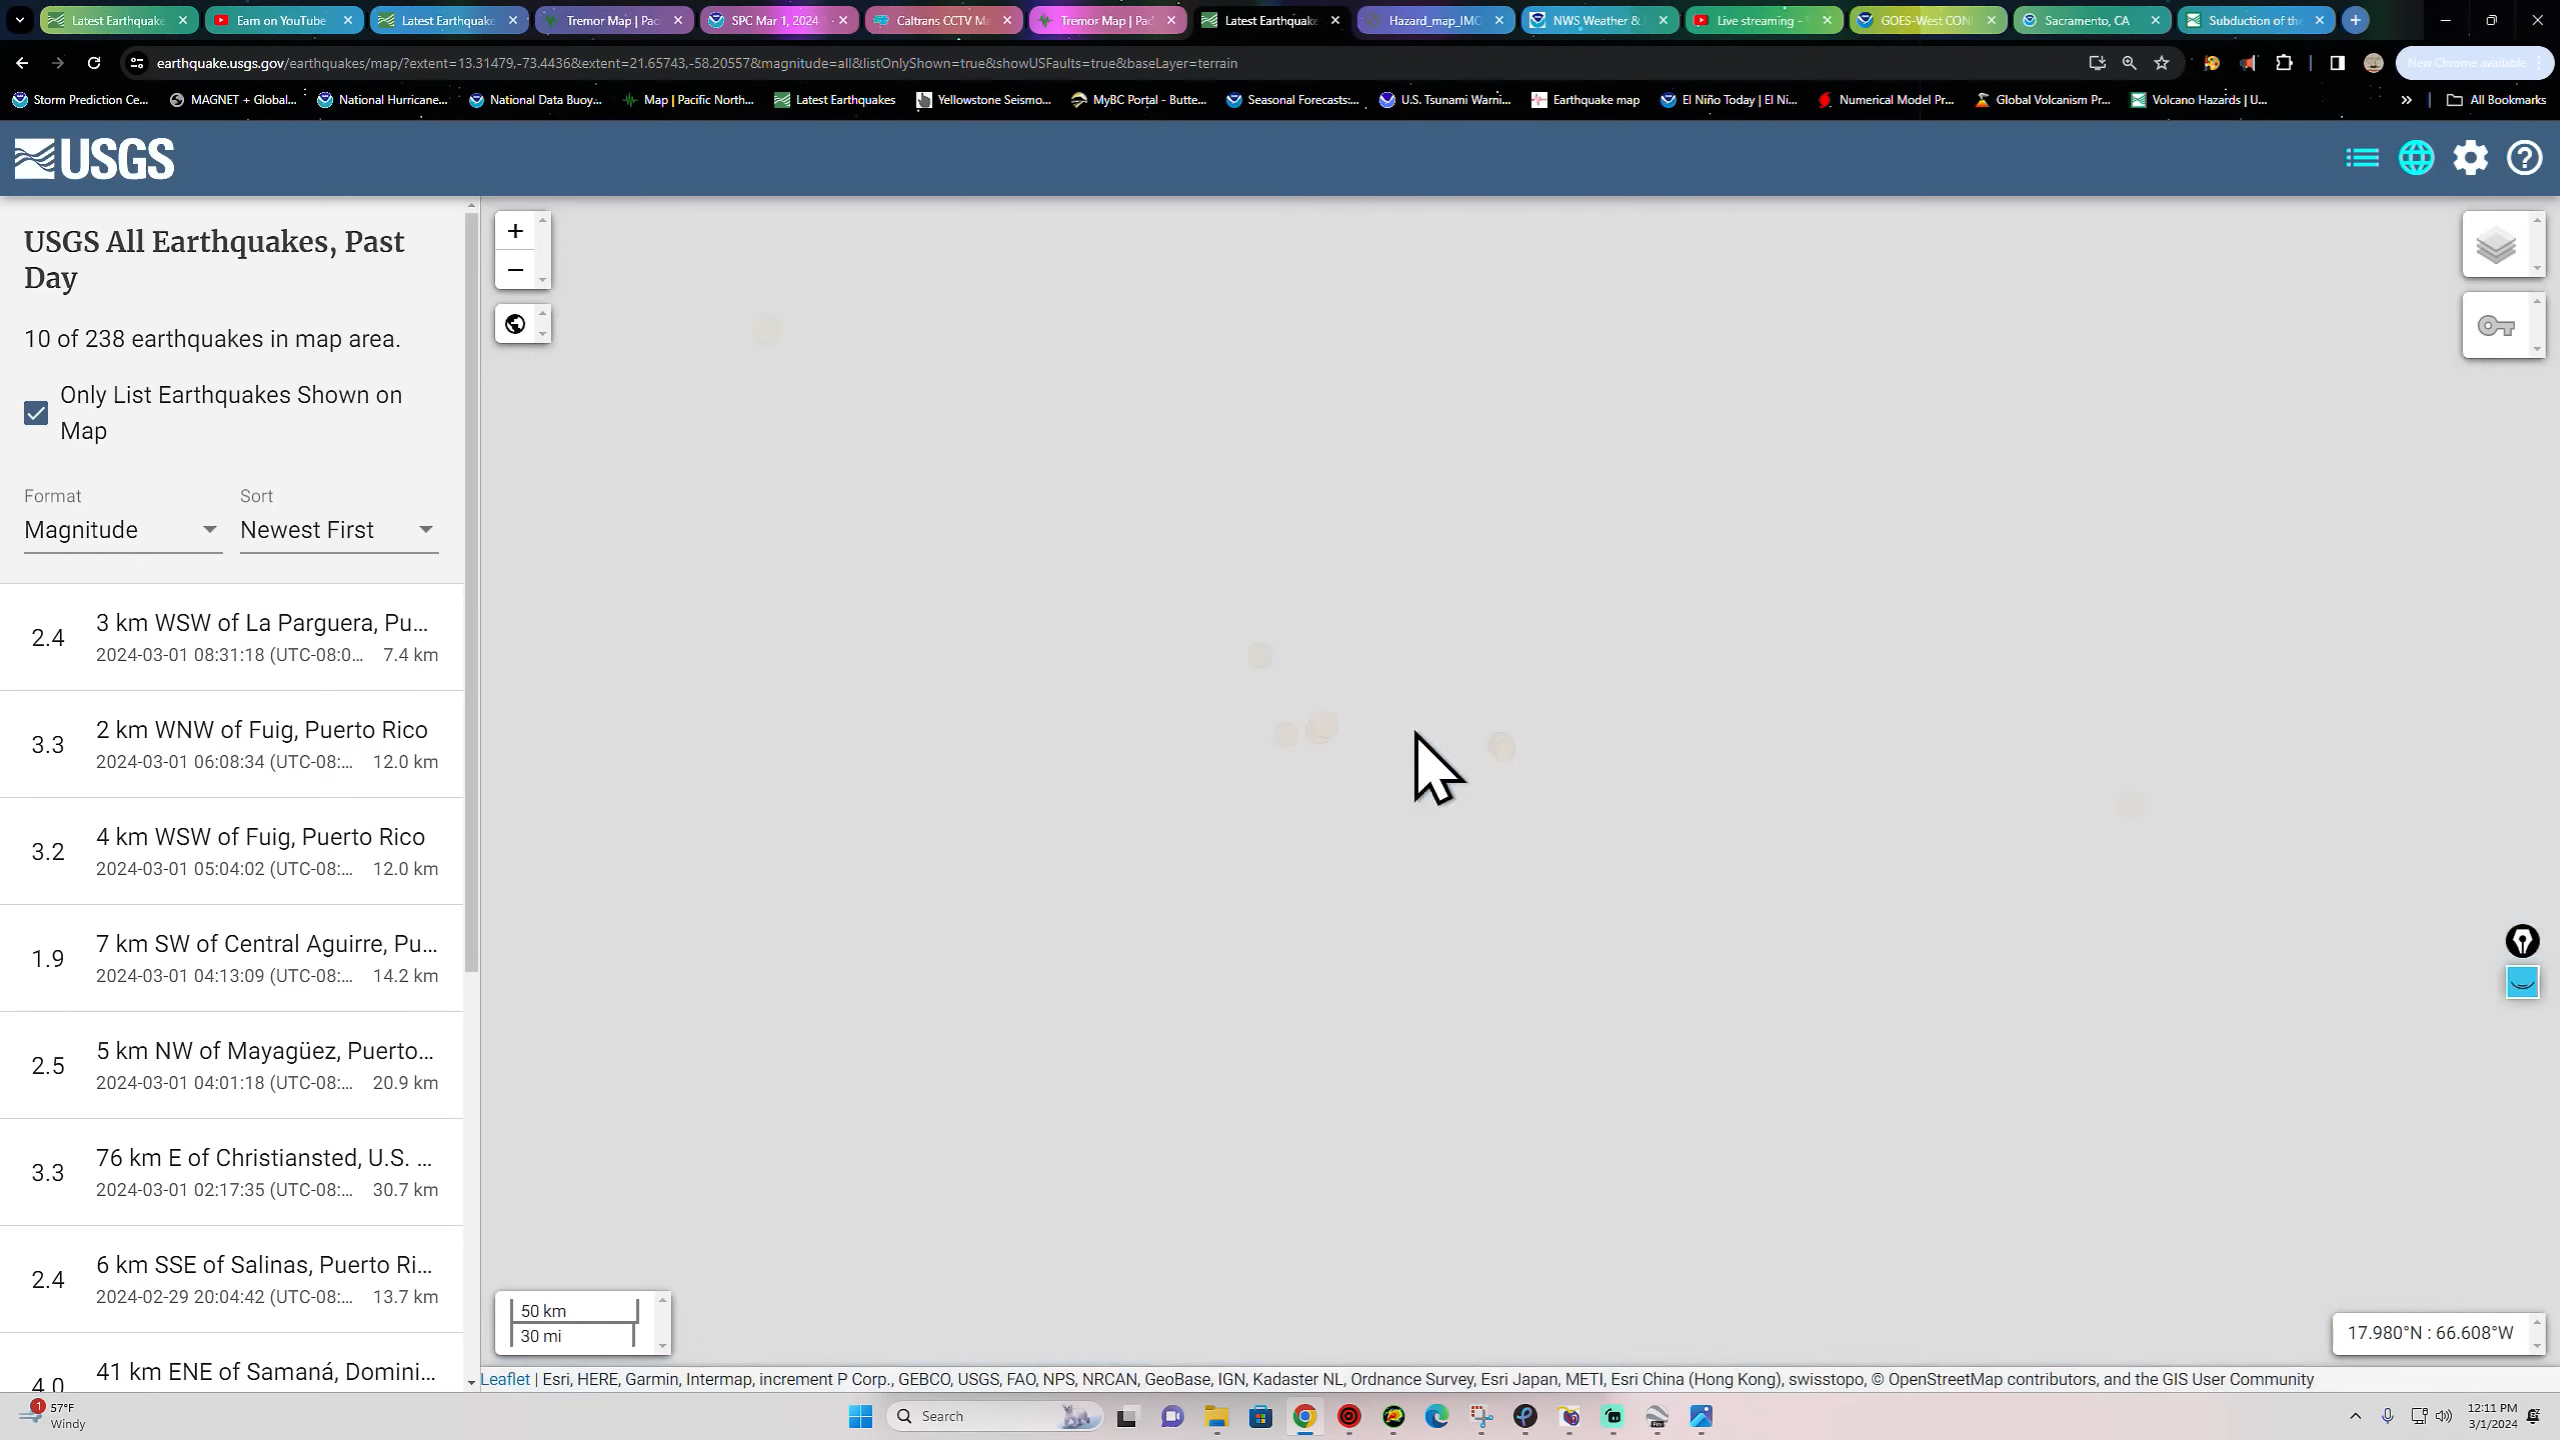 Latest Earthquake
Earn on YouTube
Latest Earthquake
Tremor Map | Pac
SPC Mar 1, 2024
Caltrans CCTV Ma
Tremor Map | Pac
Latest Earthquake
Hazard_map_IMO
NWS Weather &
Live streaming -
GOES-West CON
Sacramento, CA
Subduction of the
earthquake.usgs.gov/earthquakes/map/?extent=13.31479,-73.4436&extent=21.65743,-58.20557&magnitude=all&listOnlyShown=true&showUSFaults=true&baseLayer=terrain
New Chrome available
Storm Prediction Ce...
MAGNET + Global...
National Hurricane...
National Data Buoy...
Map | Pacific North...
Latest Earthquakes
Yellowstone Seismo...
MyBC Portal - Butte...
Seasonal Forecasts:...
U.S. Tsunami Warni...
Earthquake map
El Niño Today | El Ni...
Numerical Model Pr...
Global Volcanism Pr...
Volcano Hazards | U...
All Bookmarks
USGS
USGS All Earthquakes, Past
Day
10 of 238 earthquakes in map area.
Only List Earthquakes Shown on
Map
Format Sort
Magnitude Newest First
3 km WSW of La Parguera, Pu...
2.4
2024-03-01 08:31:18 (UTC-08:0... 7.4 km
2 km WNW of Fuig, Puerto Rico
3.3
2024-03-01 06:08:34 (UTC-08:... 12.0 km
4 km WSW of Fuig, Puerto Rico
3.2
2024-03-01 05:04:02 (UTC-08:... 12.0 km
7 km SW of Central Aguirre, Pu...
1.9
2024-03-01 04:13:09 (UTC-08:... 14.2 km
5 km NW of Mayagüez, Puerto...
2.5
2024-03-01 04:01:18 (UTC-08:... 20.9 km
76 km E of Christiansted, U.S. ...
3.3
2024-03-01 02:17:35 (UTC-08:... 30.7 km
6 km SSE of Salinas, Puerto Ri...
2.4
2024-02-29 20:04:42 (UTC-08:... 13.7 km
41 km ENE of Samaná, Domini...
4.0
50 km
30 mi
17.980°N : 66.608°W
Leaflet | Esri, HERE, Garmin, Intermap, increment P Corp., GEBCO, USGS, FAO, NPS, NRCAN, GeoBase, IGN, Kadaster NL, Ordnance Survey, Esri Japan, METI, Esri China (Hong Kong), swisstopo, © OpenStreetMap contributors, and the GIS User Community
1
57°F
Windy
Search
12:11 PM
3/1/2024